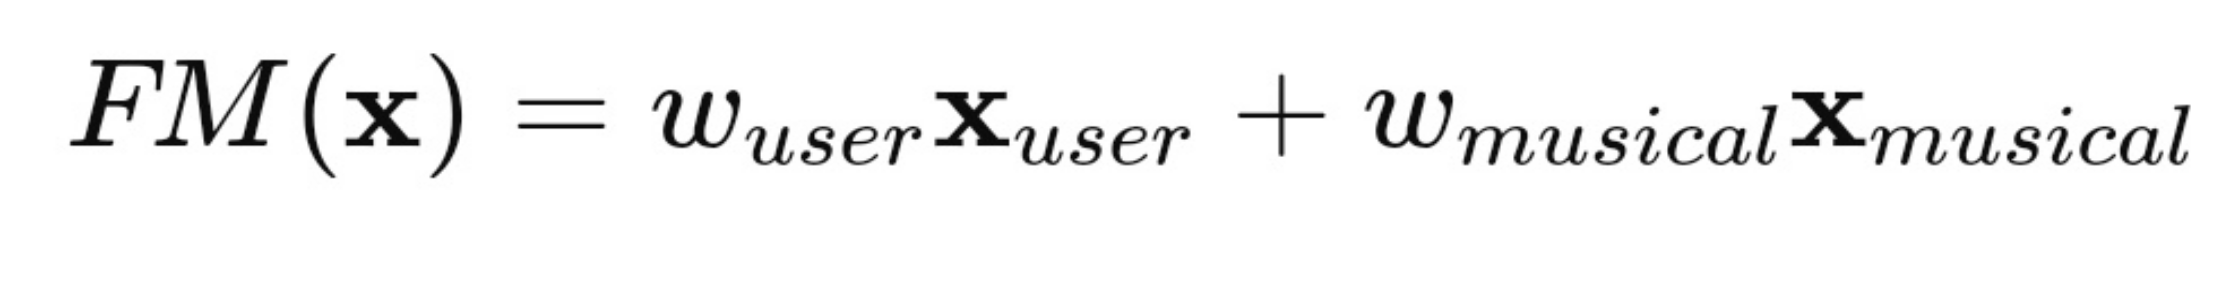 FM(x) = w_user x_user + w_musical x_musical